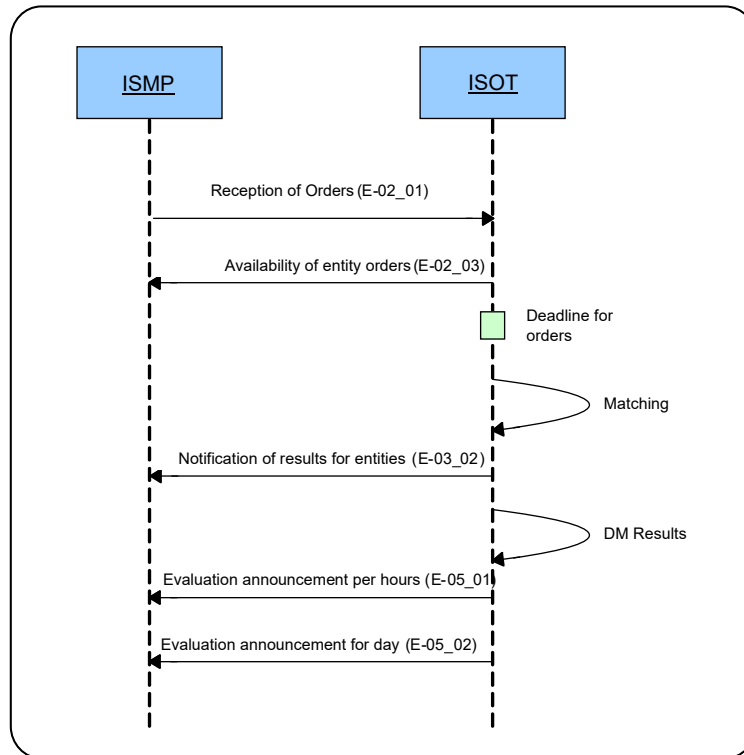 ISMP
ISOT
Reception of Orders (E-02_01)
Availability of entity orders (E-02_03)
Deadline for
orders
Matching
Notification of results for entities (E-03_02)
DM Results
Evaluation announcement per hours (E-05_01)
Evaluation announcement for day (E-05_02)